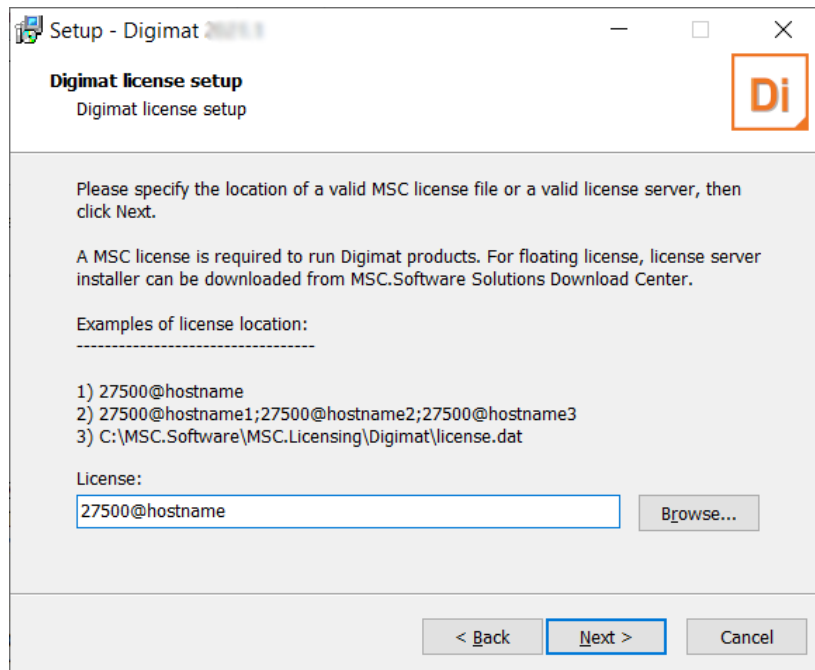 Setup - Digimat
Digimat license setup
Digimat license setup
Di
Please specify the location of a valid MSC license file or a valid license server, then
click Next.
A MSC license is required to run Digimat products. For floating license, license server
installer can be downloaded from MSC.Software Solutions Download Center.
Examples of license location:
----------------------------------
1) 27500@hostname
2) 27500@hostname1;27500@hostname2;27500@hostname3
3) C:\MSC.Software\MSC.Licensing\Digimat\license.dat
License:
27500@hostname
Browse...
< Back
Next >
Cancel